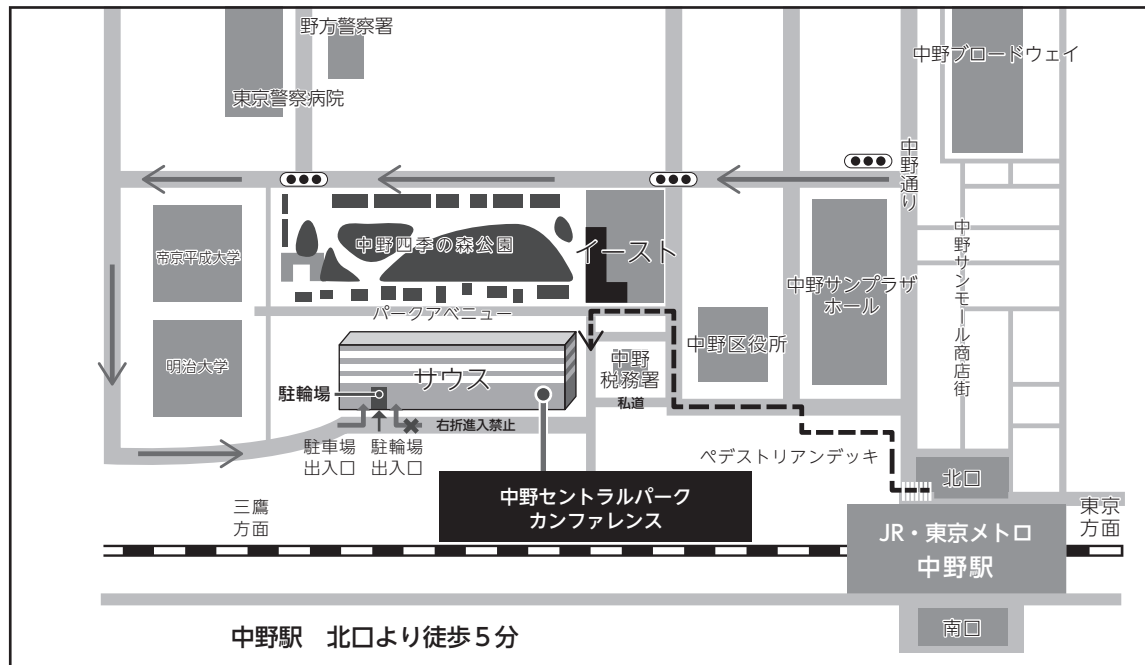 野方警察署
東京警察病院
中野ブロードウェイ
中野通り
中野四季の森公園
イースト
帝京平成大学
中野サンプラザ
ホール
中野サンモール商店街
パークアベニュー
明治大学
サウス
中野
税務署
中野区役所
駐輪場
私道
右折進入禁止
駐車場
出入口
駐輪場
出入口
ペデストリアンデッキ
北口
三鷹
方面
中野セントラルパーク
カンファレンス
東京
方面
JR・東京メトロ
中野駅
中野駅 北口より徒歩5分
南口